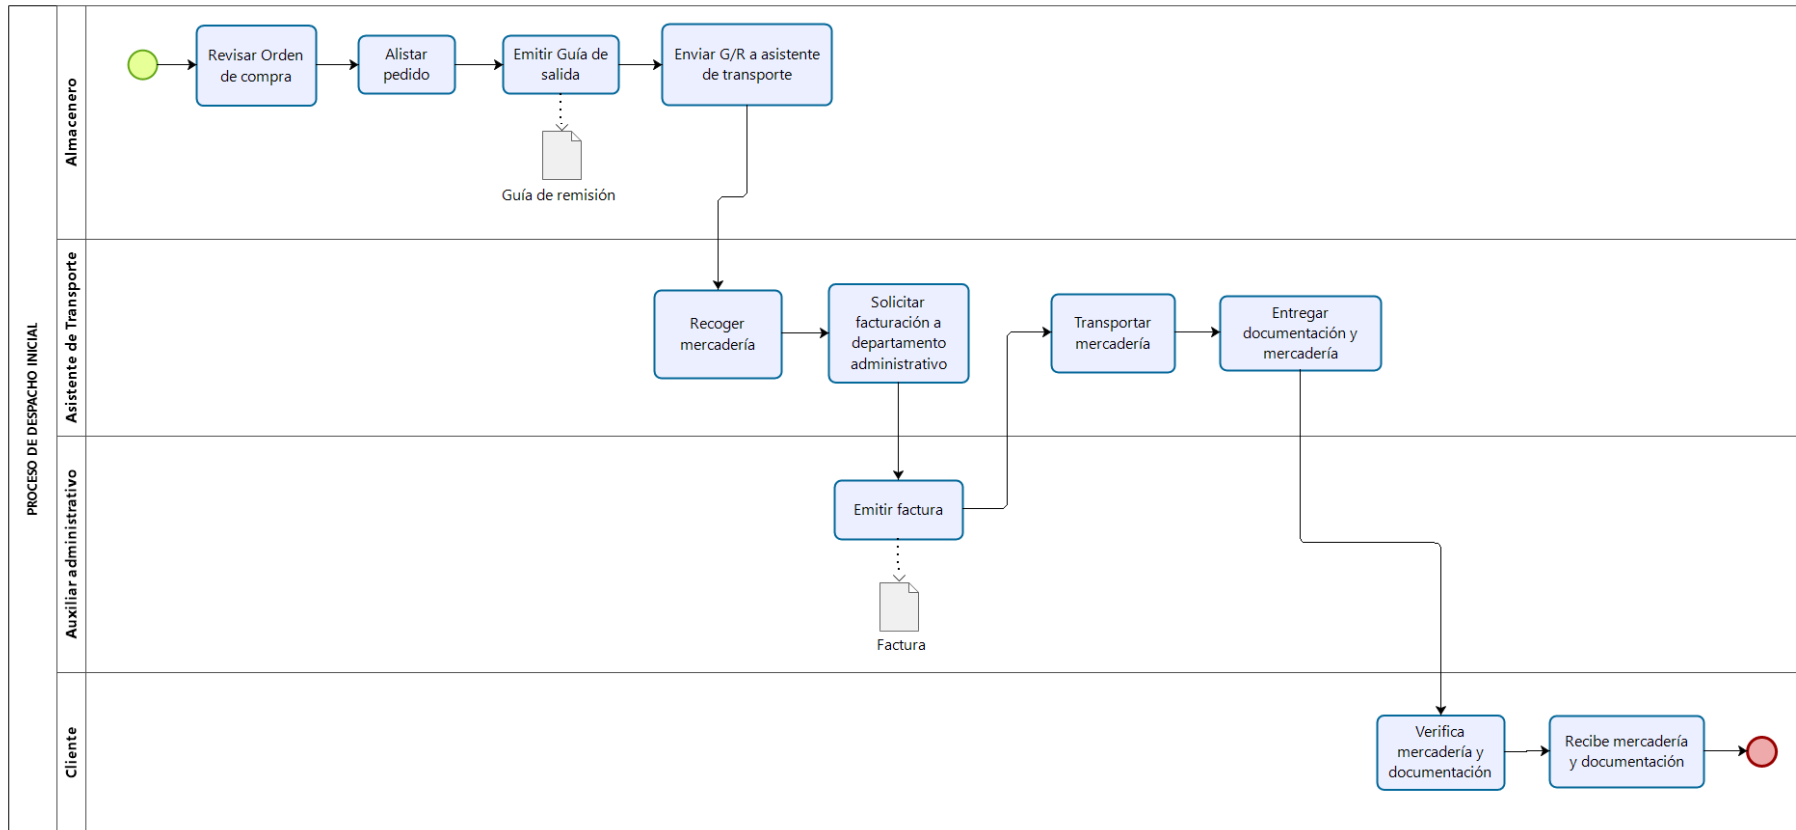 PROCESO DE DESPACHO INICIAL
Almacenero
Revisar Orden
de compra
Alistar
pedido
Emitir Guía de
salida
Enviar G/R a asistente
de transporte
Guía de remisión
Asistente de Transporte
Recoger
mercadería
Solicitar
facturación a
departamento
administrativo
Transportar
mercadería
Entregar
documentación y
mercadería
Auxiliar administrativo
Emitir factura
Factura
Cliente
Verifica
mercadería y
documentación
Recibe mercadería
y documentación